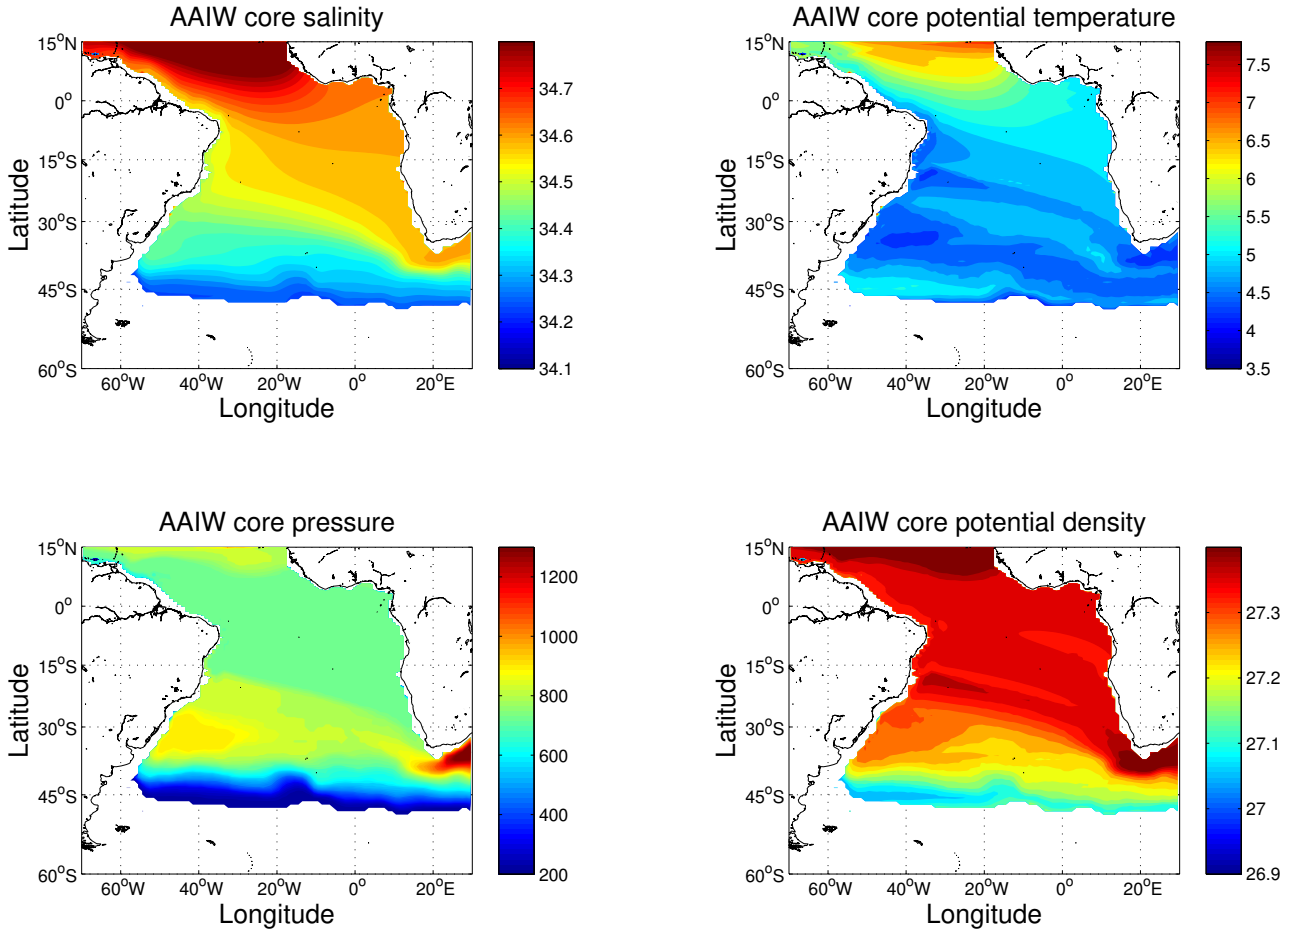 AAIW core salinity
15°N
0°
15°S
30°S
45°S
60°S
Latitude
60°W
40°W
20°W
0°
20°E
Longitude
34.7
34.6
34.5
34.4
34.3
34.2
34.1
AAIW core potential temperature
15°N
0°
15°S
30°S
45°S
60°S
Latitude
60°W
40°W
20°W
0°
20°E
Longitude
7.5
7
6.5
6
5.5
5
4.5
4
3.5
AAIW core pressure
15°N
0°
15°S
30°S
45°S
60°S
Latitude
60°W
40°W
20°W
0°
20°E
Longitude
1200
1000
800
600
400
200
AAIW core potential density
15°N
0°
15°S
30°S
45°S
60°S
Latitude
60°W
40°W
20°W
0°
20°E
Longitude
27.3
27.2
27.1
27
26.9